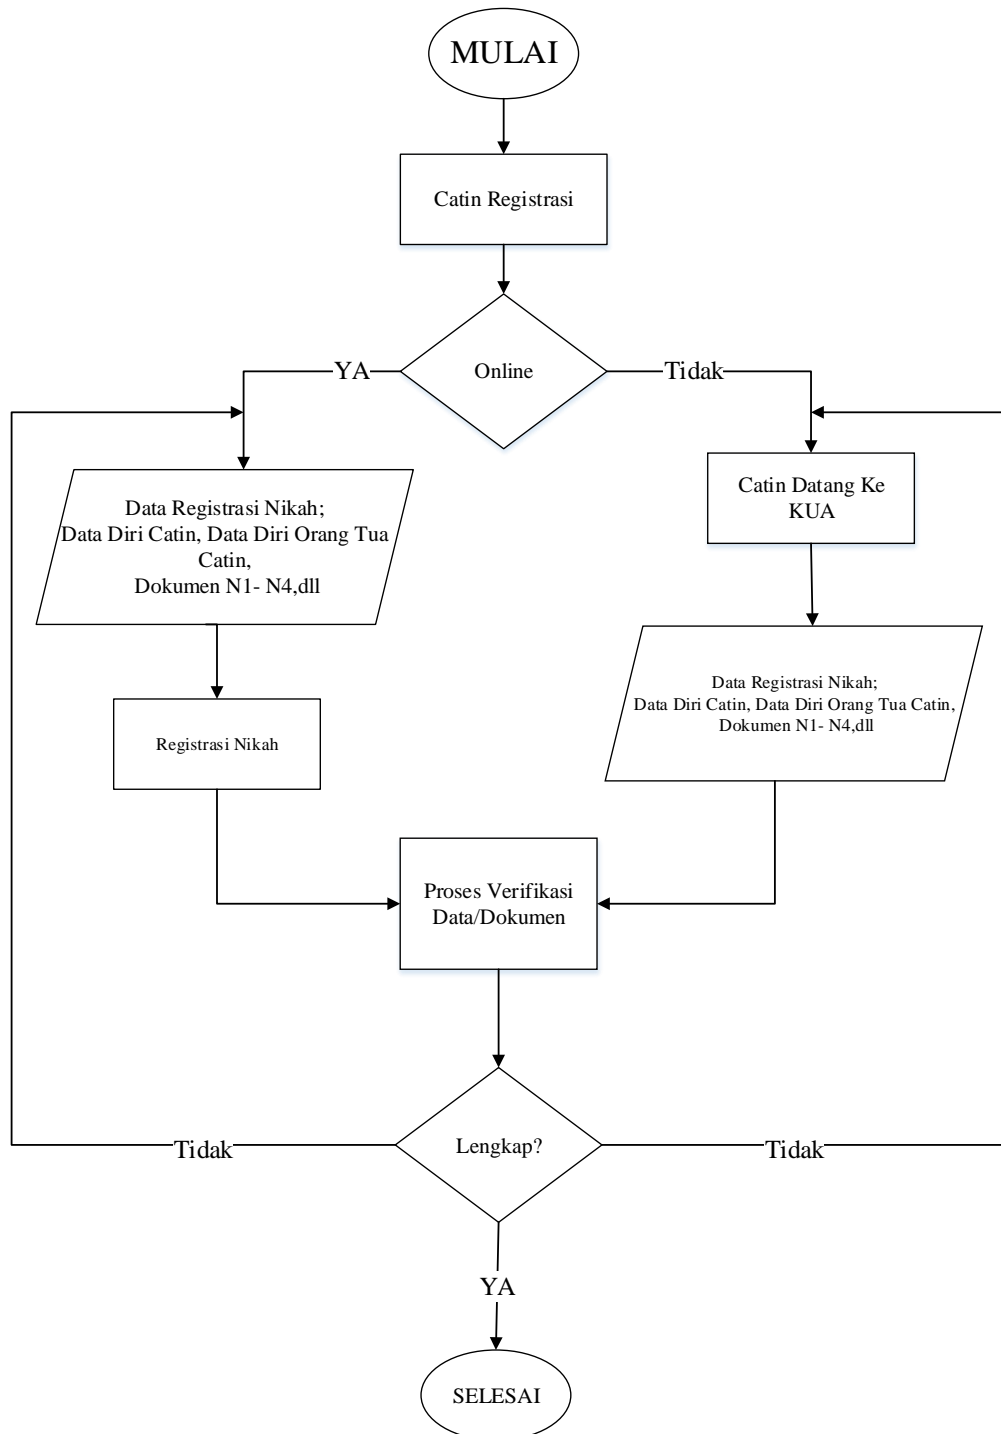 MULAI
Catin Registrasi
Online
YA
Tidak
Data Registrasi Nikah;
Data Diri Catin, Data Diri Orang Tua
Catin,
Dokumen N1- N4,dll
Catin Datang Ke
KUA
Data Registrasi Nikah;
Data Diri Catin, Data Diri Orang Tua Catin,
Dokumen N1- N4,dll
Registrasi Nikah
Proses Verifikasi
Data/Dokumen
Lengkap?
Tidak
Tidak
YA
SELESAI